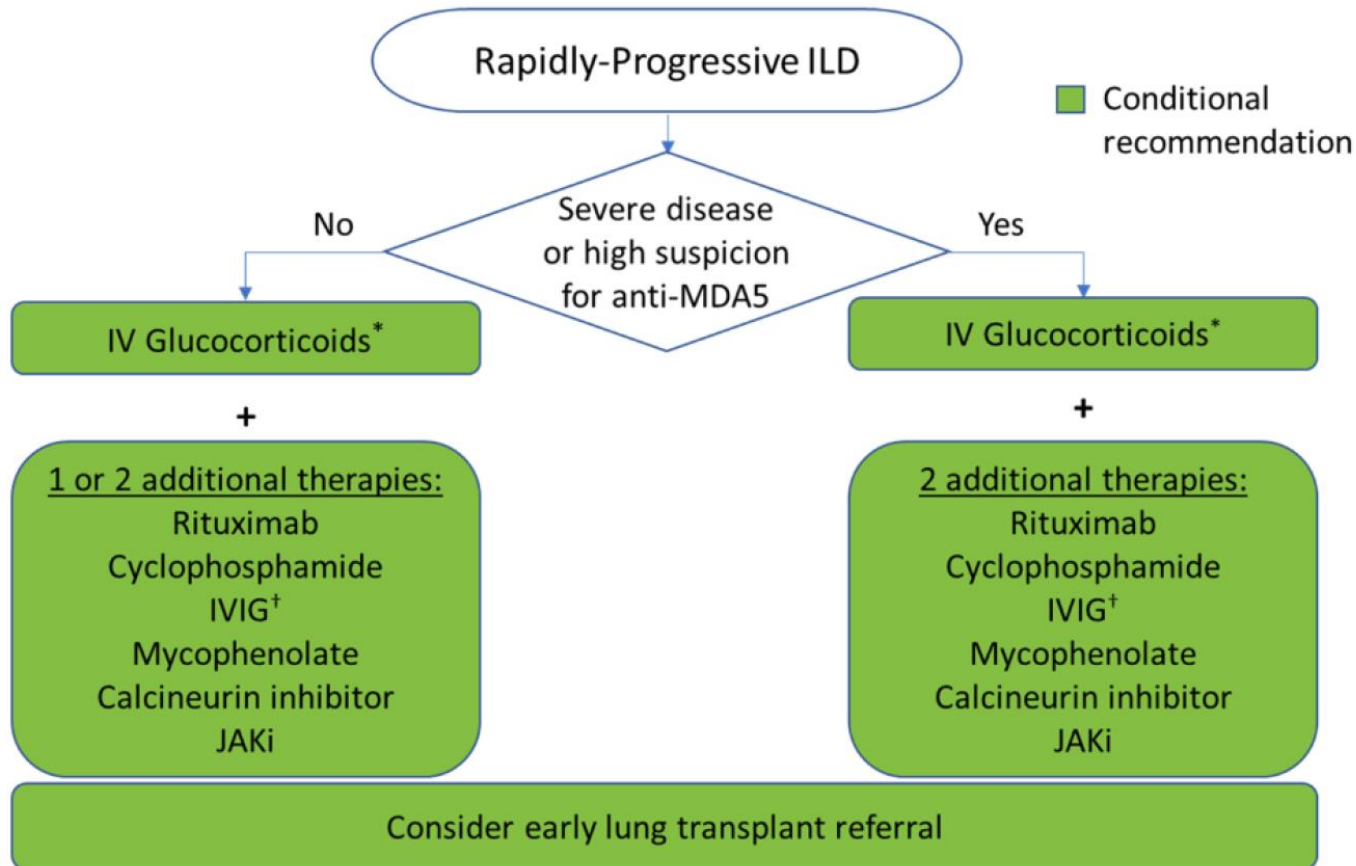 Rapidly-Progressive ILD
Conditional
recommendation
Severe disease
or high suspicion
for anti-MDA5
No
Yes
IV Glucocorticoids*
+
1 or 2 additional therapies:
Rituximab
Cyclophosphamide
IVIG†
Mycophenolate
Calcineurin inhibitor
JAKi
IV Glucocorticoids*
+
2 additional therapies:
Rituximab
Cyclophosphamide
IVIG†
Mycophenolate
Calcineurin inhibitor
JAKi
Consider early lung transplant referral